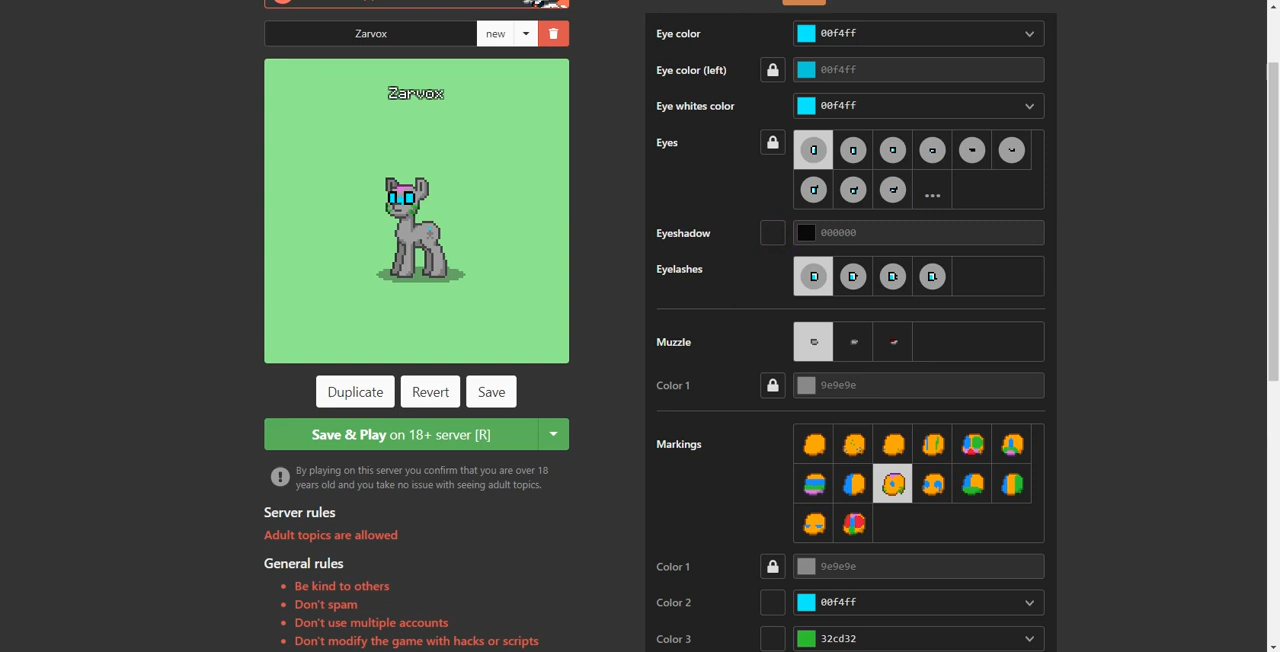 Zarvox
new
Zarvox
Duplicate
Revert
Save
Save & Play on 18+ server [R]
By playing on this server you confirm that you are over 18
years old and you take no issue with seeing adult topics.
Server rules
Adult topics are allowed
General rules
Be kind to others
Don't spam
Don't use multiple accounts
Don't modify the game with hacks or scripts
Eye color
00f4ff
Eye color (left)
00f4ff
Eye whites color
00f4ff
Eyes
...
Eyeshadow
000000
Eyelashes
Muzzle
Color 1
9e9e9e
Markings
Color 1
9e9e9e
Color 2
00f4ff
Color 3
32cd32